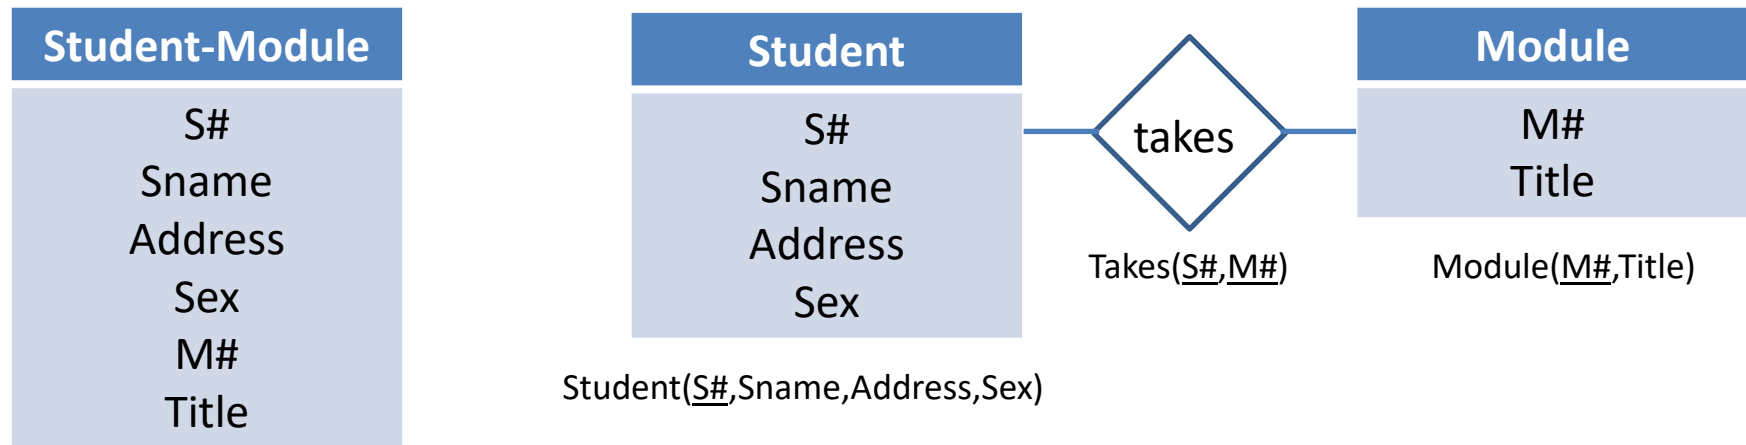 Student-Module
S#
Sname
Address
Sex
M#
Title
Student
S#
Sname
Address
Sex
Student(S#,Sname,Address,Sex)
takes
Takes(S#,M#)
Module
M#
Title
Module(M#,Title)